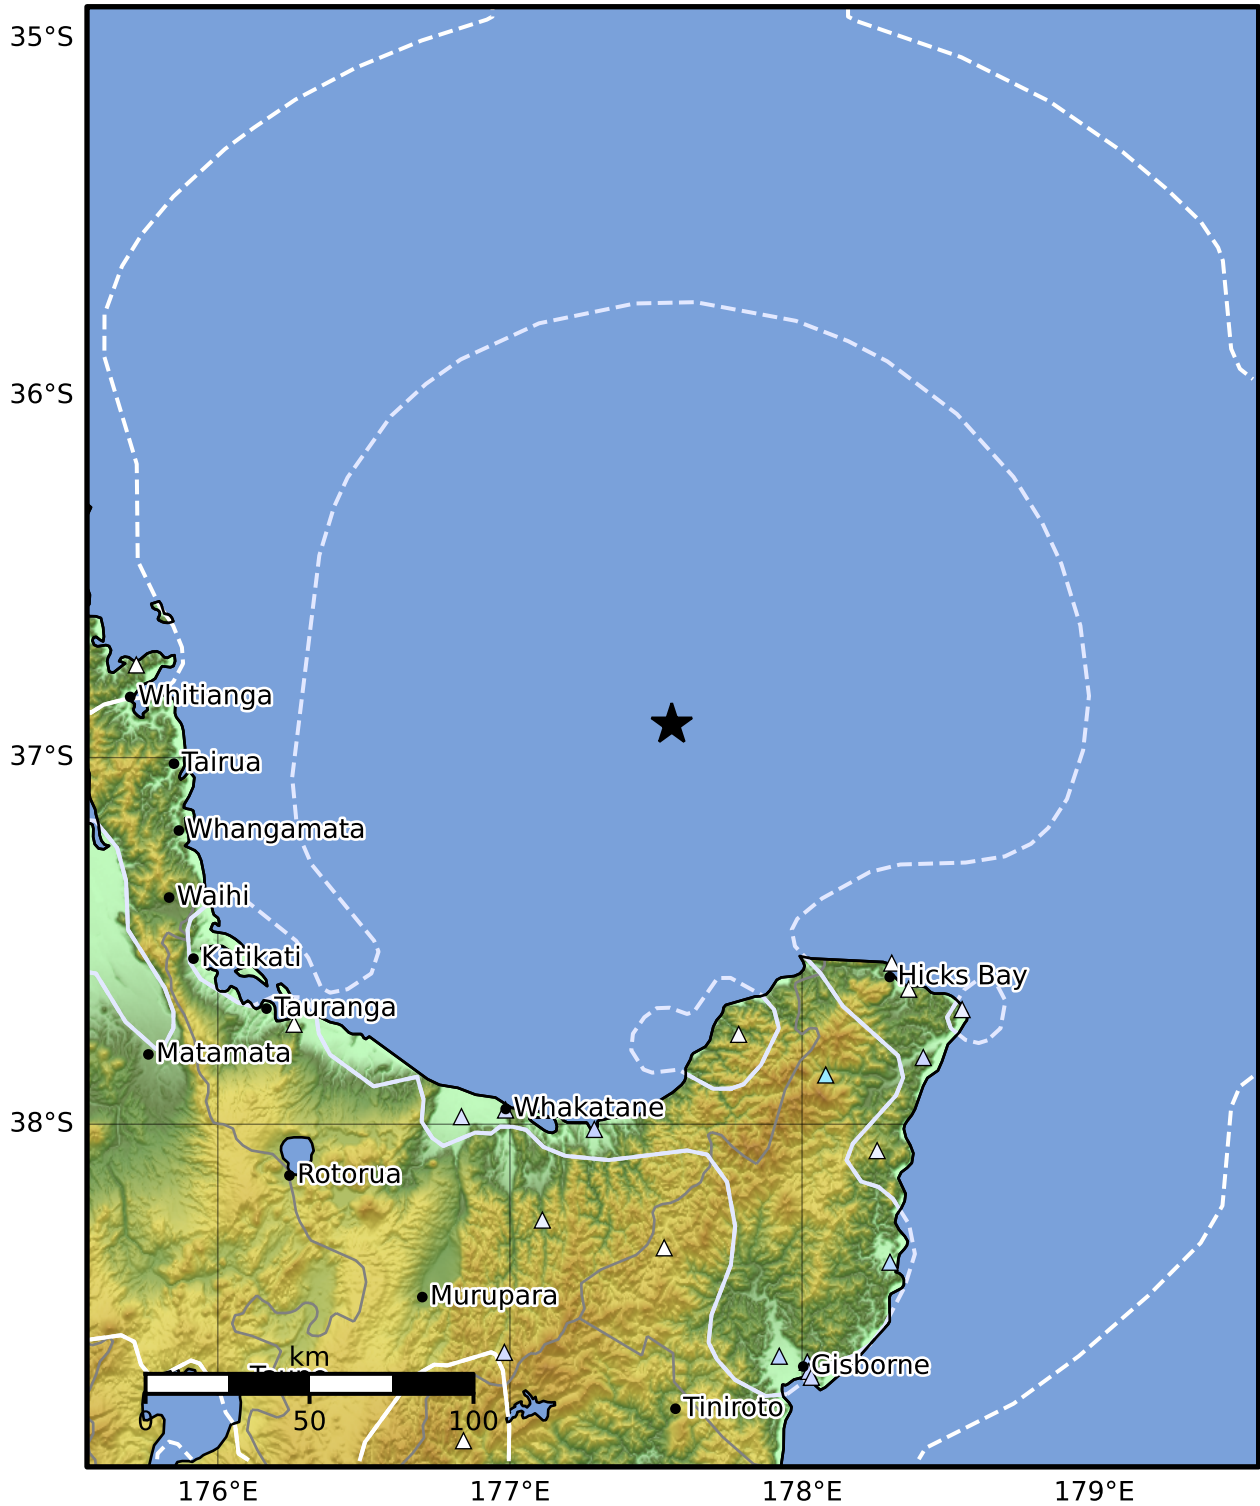 35°S
36°S
Whitianga
37°S
Tairua
Whangamata
Waihi
Katikati
Hicks Bay
Tauranga
Matamata
Whakatane
38°S
Rotorua
Murupara
km
Taupo
Gisborne
Tiniroto
0 50 100
176°E 177°E 178°E 179°E